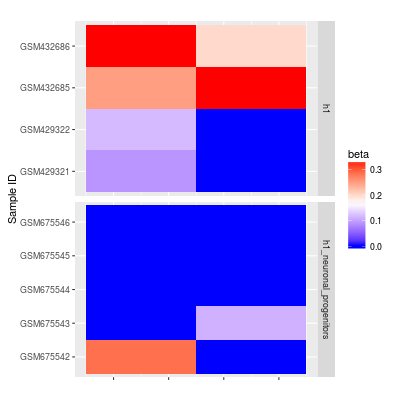 Sample ID
GSM432686
GSM432685
GSM429322
GSM429321
h1
GSM675546
GSM675545
GSM675544
GSM675543
GSM675542
h1_neuronal_progenitors
beta
0.3
0.2
0.1
0.0